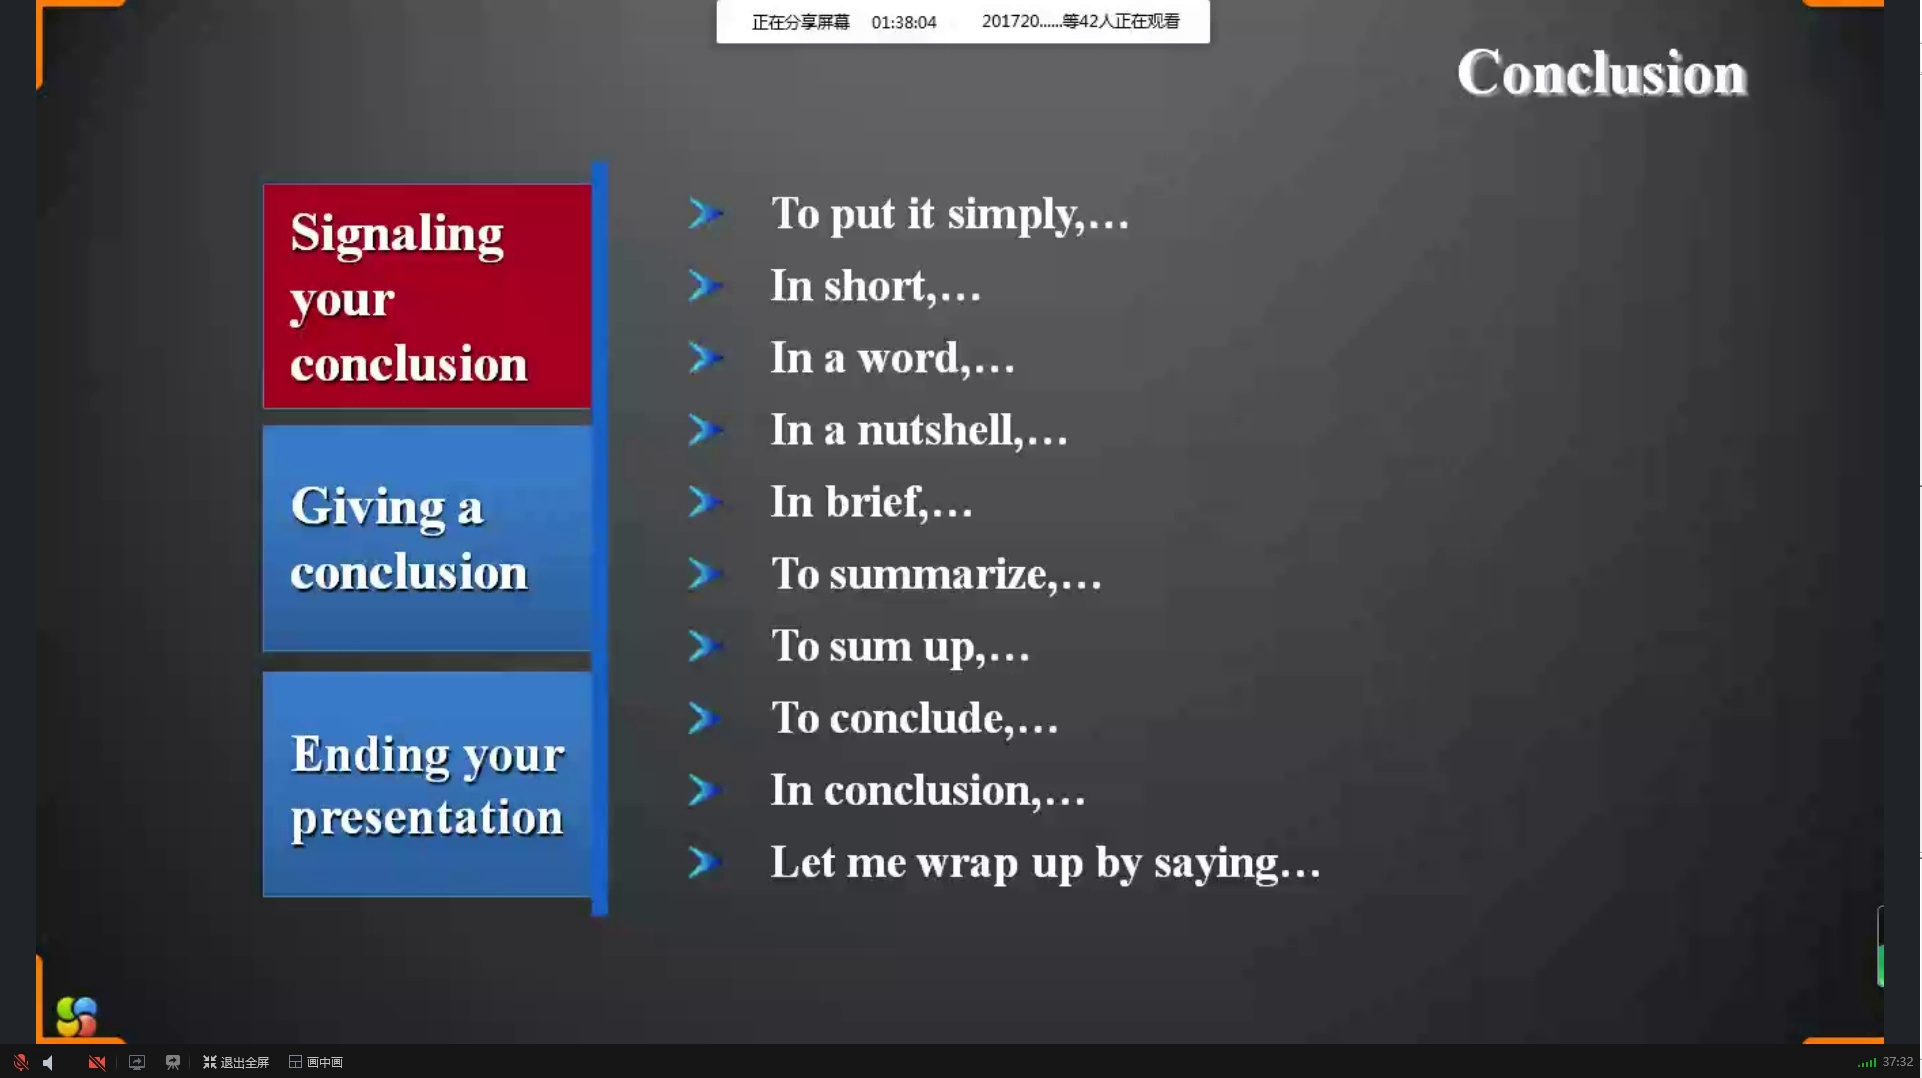 正在分享屏幕 01:38:04 201720......等42人正在观看
Conclusion
Signaling
your
conclusion
Giving a
conclusion
Ending your
presentation
To put it simply,…
In short,…
In a word,…
In a nutshell,…
In brief,…
To summarize,…
To sum up,…
To conclude,…
In conclusion,…
Let me wrap up by saying…
退出全屏 画中画 37:32